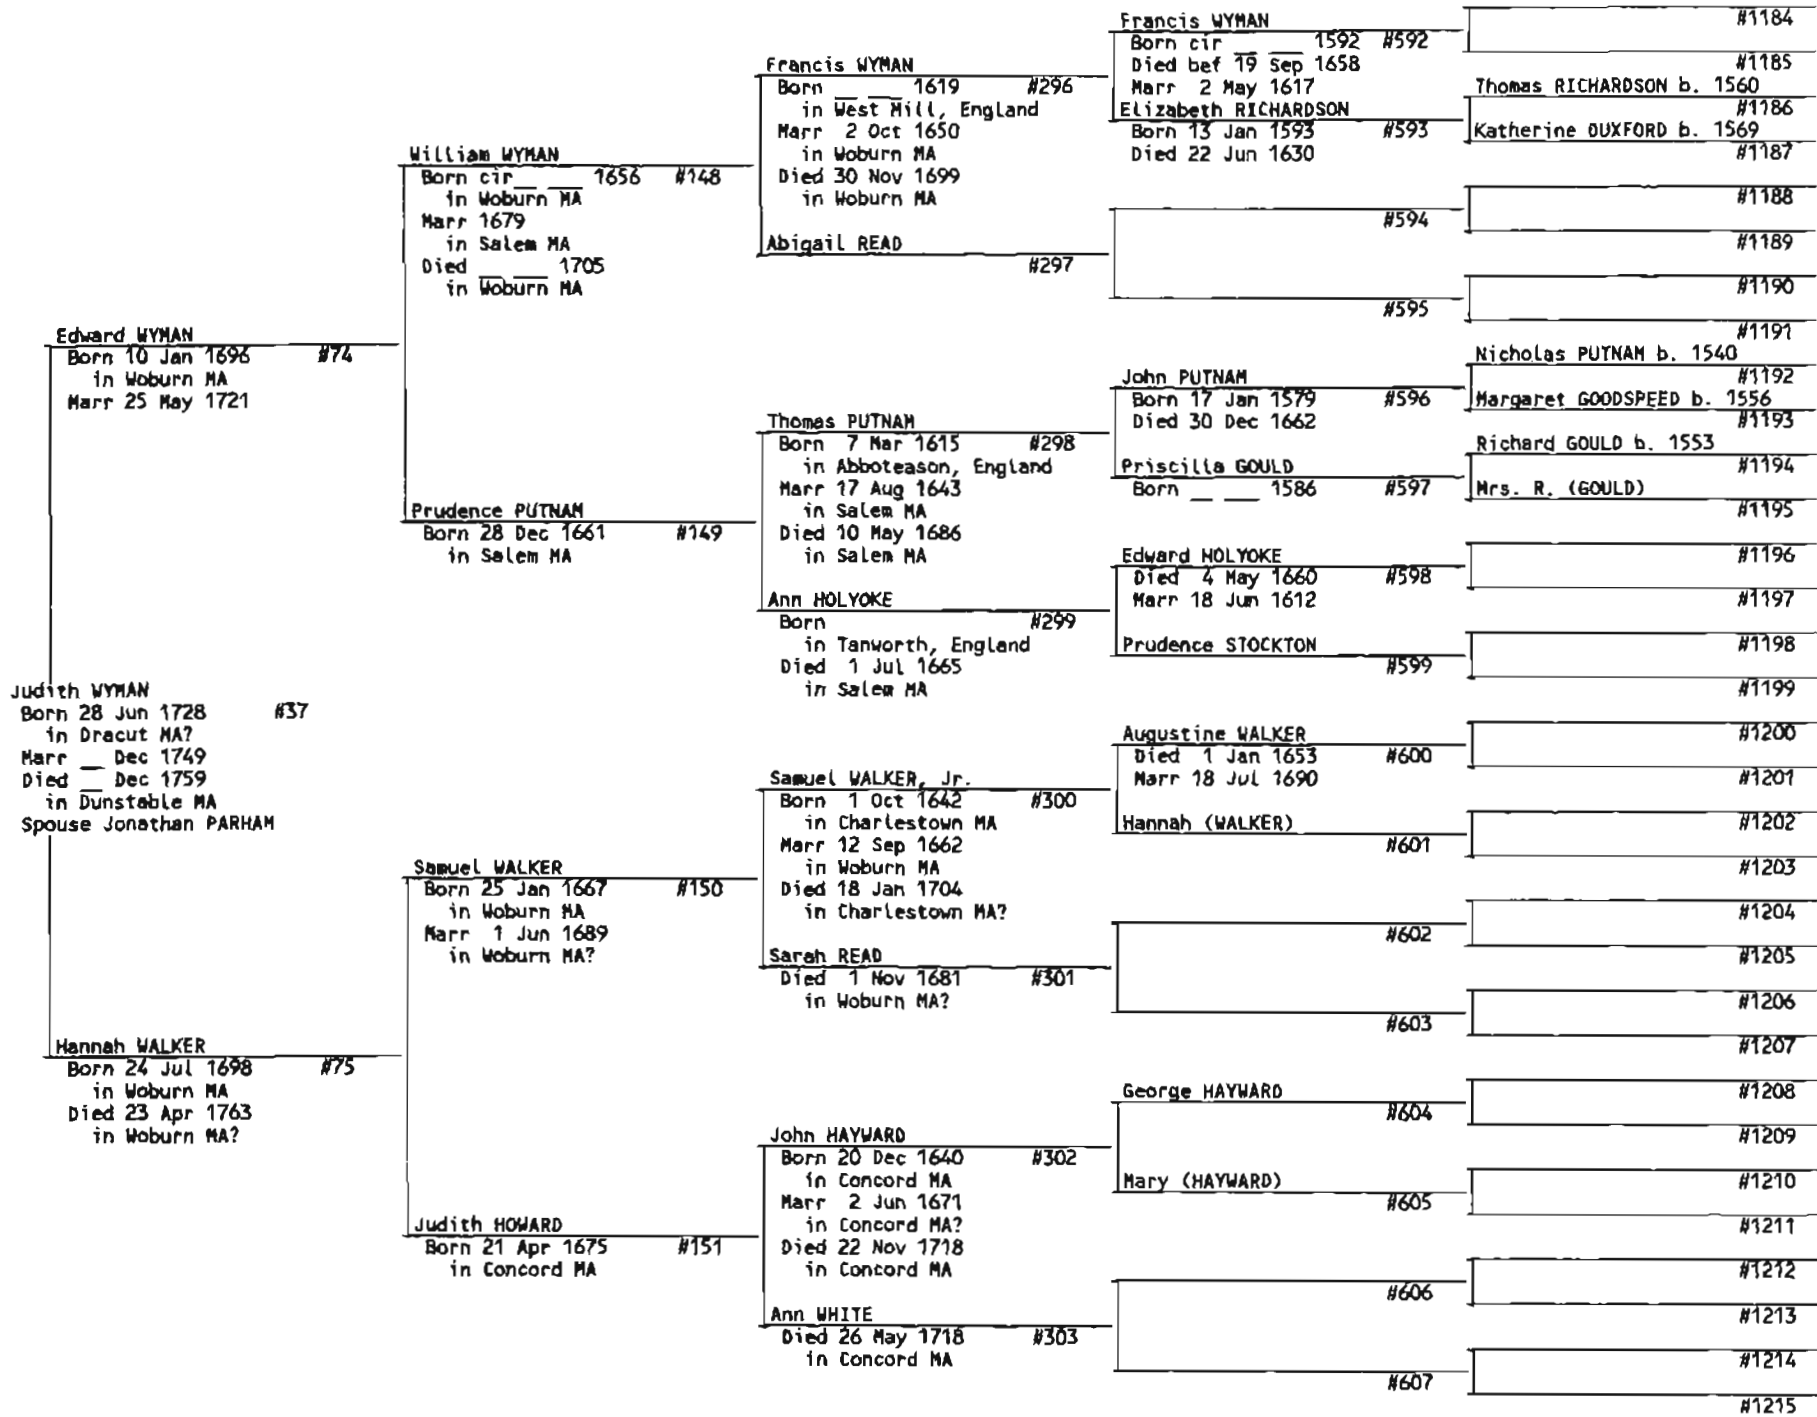 Judith WYMAN
Born 28 Jun 1728 #37
in Dracut MA?
Marr __ Dec 1749
Died __ Dec 1759
in Dunstable MA
Spouse Jonathan PARHAM
Edward WYMAN
Born 10 Jan 1696 #74
in Woburn MA
Marr 25 May 1721
Hannah WALKER
Born 24 Jul 1698 #75
in Woburn MA
Died 23 Apr 1763
in Woburn MA?
William WYMAN
Born cir __ ___ 1656 #148
in Woburn MA
Marr 1679
in Salem MA
Died __ ___ 1705
in Woburn MA
Prudence PUTNAM
Born 28 Dec 1661 #149
in Salem MA
Samuel WALKER
Born 25 Jan 1667 #150
in Woburn MA
Marr 1 Jun 1689
in Woburn MA?
Judith HOWARD
Born 21 Apr 1675 #151
in Concord MA
Francis WYMAN
Born __ ___ 1619 #296
in West Mill, England
Marr 2 Oct 1650
in Woburn MA
Died 30 Nov 1699
in Woburn MA
Abigail READ
#297
Thomas PUTNAM
Born 7 Mar 1615 #298
in Abboteason, England
Marr 17 Aug 1643
in Salem MA
Died 10 May 1686
in Salem MA
Ann HOLYOKE
Born #299
in Tanworth, England
Died 1 Jul 1665
in Salem MA
Samuel WALKER, Jr.
Born 1 Oct 1642 #300
in Charlestown MA
Marr 12 Sep 1662
in Woburn MA
Died 18 Jan 1704
in Charlestown MA?
Sarah READ
Died 1 Nov 1681 #301
in Woburn MA?
John HAYWARD
Born 20 Dec 1640 #302
in Concord MA
Marr 2 Jun 1671
in Concord MA?
Died 22 Nov 1718
in Concord MA
Ann WHITE
Died 26 May 1718 #303
in Concord MA
Francis WYMAN
Born cir __ ___ 1592 #592
Died bef 19 Sep 1658
Marr 2 May 1617
Elizabeth RICHARDSON
Born 13 Jan 1593 #593
Died 22 Jun 1630
#594
#595
John PUTNAM
Born 17 Jan 1579 #596
Died 30 Dec 1662
Priscilla GOULD
Born __ ___ 1586 #597
Edward HOLYOKE
Died 4 May 1660 #598
Marr 18 Jun 1612
Prudence STOCKTON
#599
Augustine WALKER
Died 1 Jan 1653 #600
Marr 18 Jul 1690
Hannah (WALKER)
#601
#602
#603
George HAYWARD
#604
Mary (HAYWARD)
#605
#606
#607
#1184
#1185
Thomas RICHARDSON b. 1560
#1186
Katherine DUXFORD b. 1569
#1187
#1188
#1189
#1190
#1191
Nicholas PUTNAM b. 1540
#1192
Margaret GOODSPEED b. 1556
#1193
Richard GOULD b. 1553
#1194
Mrs. R. (GOULD)
#1195
#1196
#1197
#1198
#1199
#1200
#1201
#1202
#1203
#1204
#1205
#1206
#1207
#1208
#1209
#1210
#1211
#1212
#1213
#1214
#1215